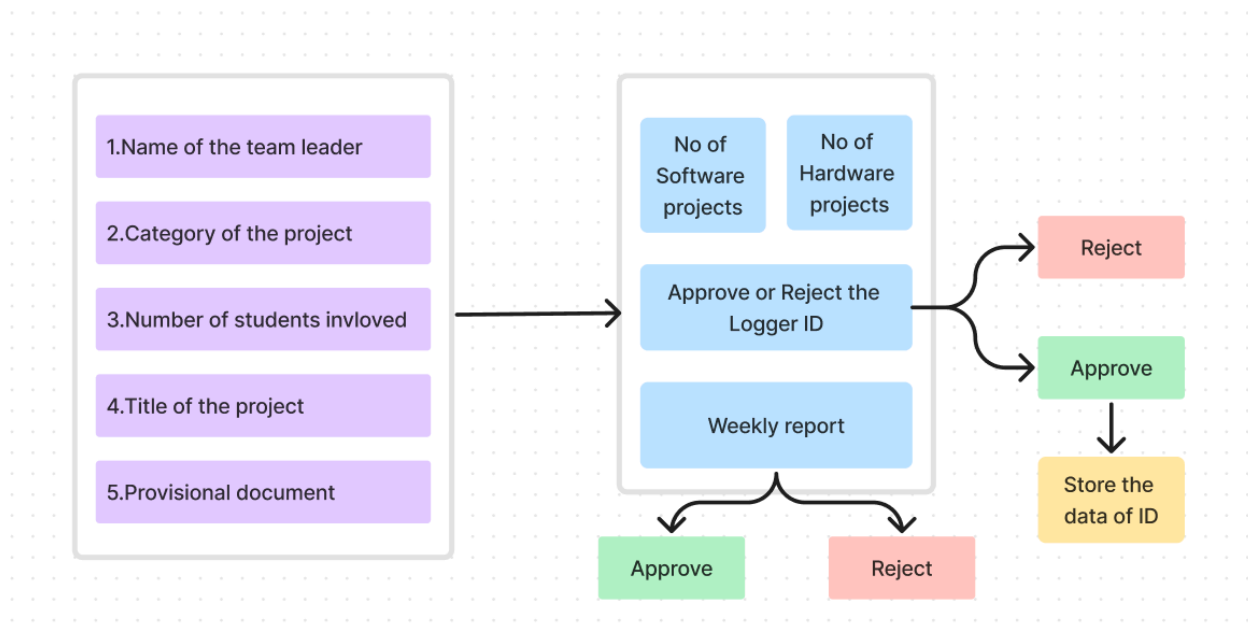 1.Name of the team leader
2.Category of the project
3.Number of students invloved
4.Title of the project
5.Provisional document
No of
Software
projects
No of
Hardware
projects
Approve or Reject the
Logger ID
Weekly report
Reject
Approve
Store the
data of ID
Approve
Reject